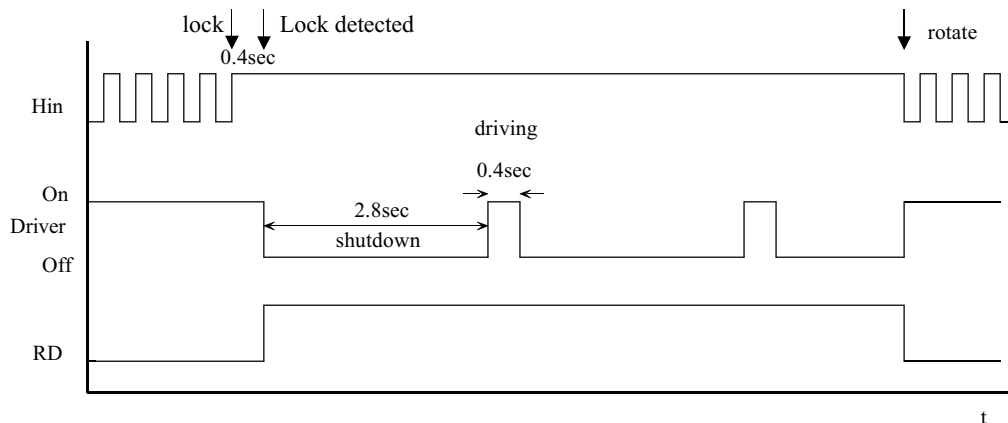 lock
Lock detected
rotate
0.4sec
Hin
driving
0.4sec
On
2.8sec
Driver
shutdown
Off
RD
t